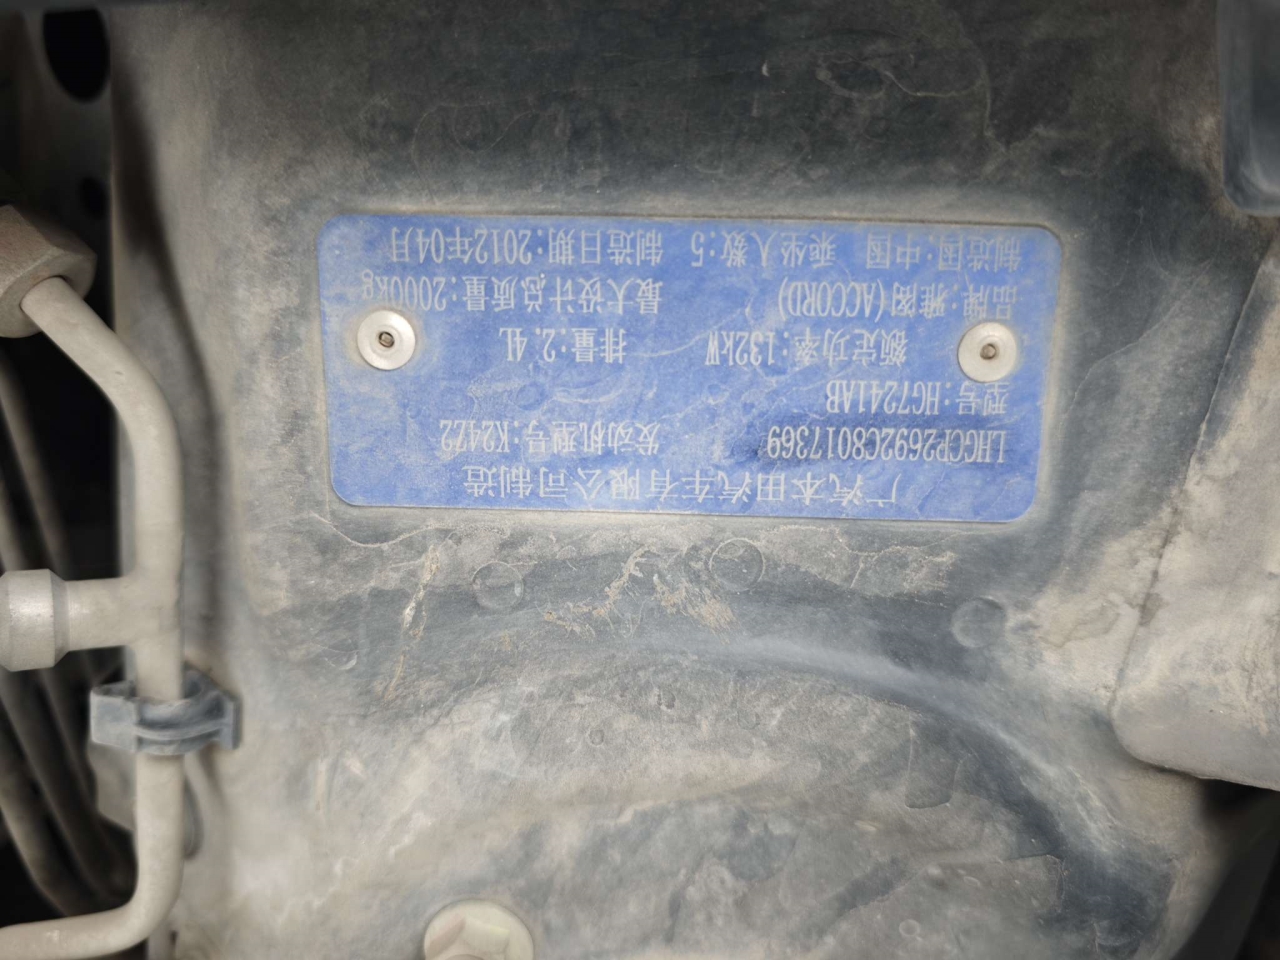 广汽本田汽车有限公司制造
LHGCP2692C8017369 发动机型号:K24Z2
型号:HG7241AB
额定功率:132kW 排量:2.4L
品牌:雅阁(ACCORD) 最大设计总质量:2000kg
制造国:中国 乘坐人数:5 制造日期:2012年04月